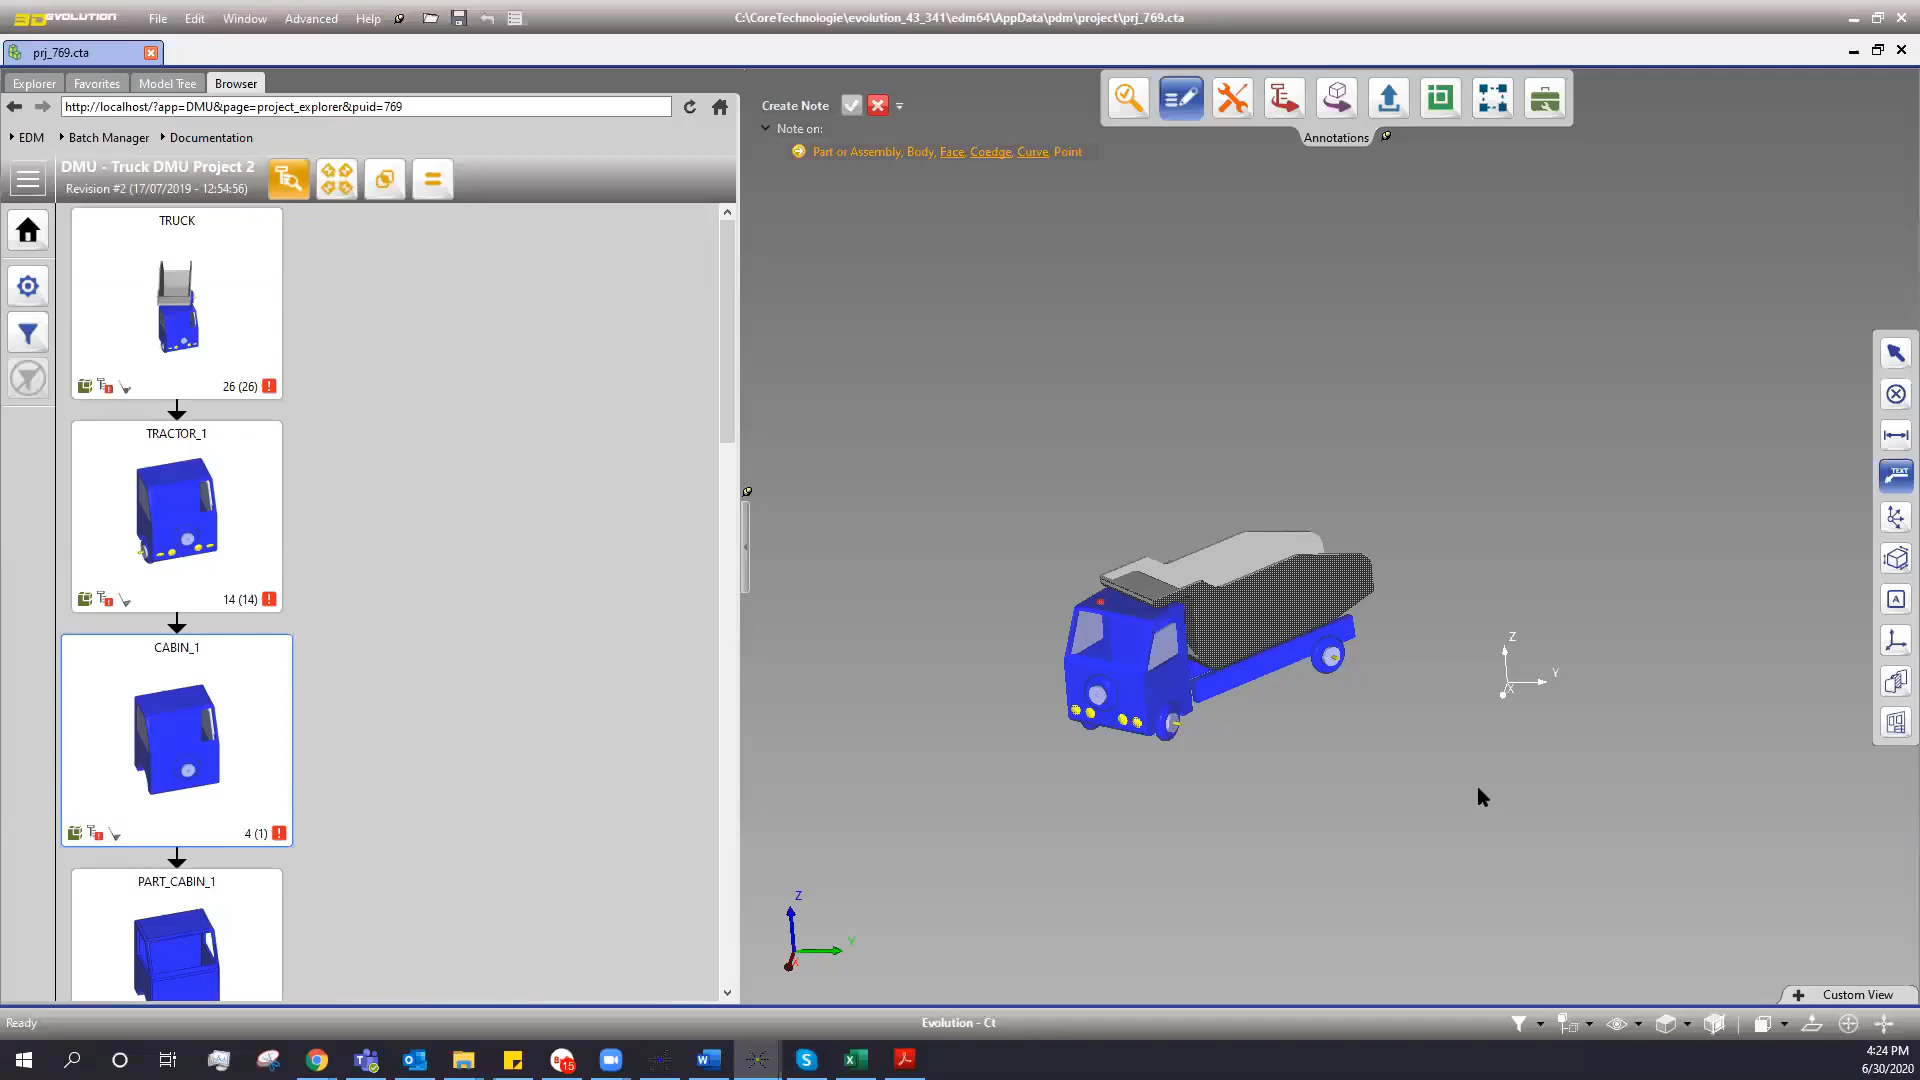 3DEVOLUTION File Edit Window Advanced Help C:\CoreTechnologie\evolution_43_341\edm64\AppData\pdm\project\prj_769.cta
prj_769.cta
Explorer Favorites Model Tree Browser
http://localhost/?app=DMU&page=project_explorer&puid=769
EDM Batch Manager Documentation
DMU - Truck DMU Project 2
Revision #2 (17/07/2019 - 12:54:56)
TRUCK
26 (26)
TRACTOR_1
14 (14)
CABIN_1
4 (1)
PART_CABIN_1
Create Note
Note on:
Part or Assembly, Body, Face, Coedge, Curve, Point
Annotations
TEXT
A
Z
Y
X
Z
Y
X
Custom View
Ready Evolution - Ct
15
4:24 PM
6/30/2020